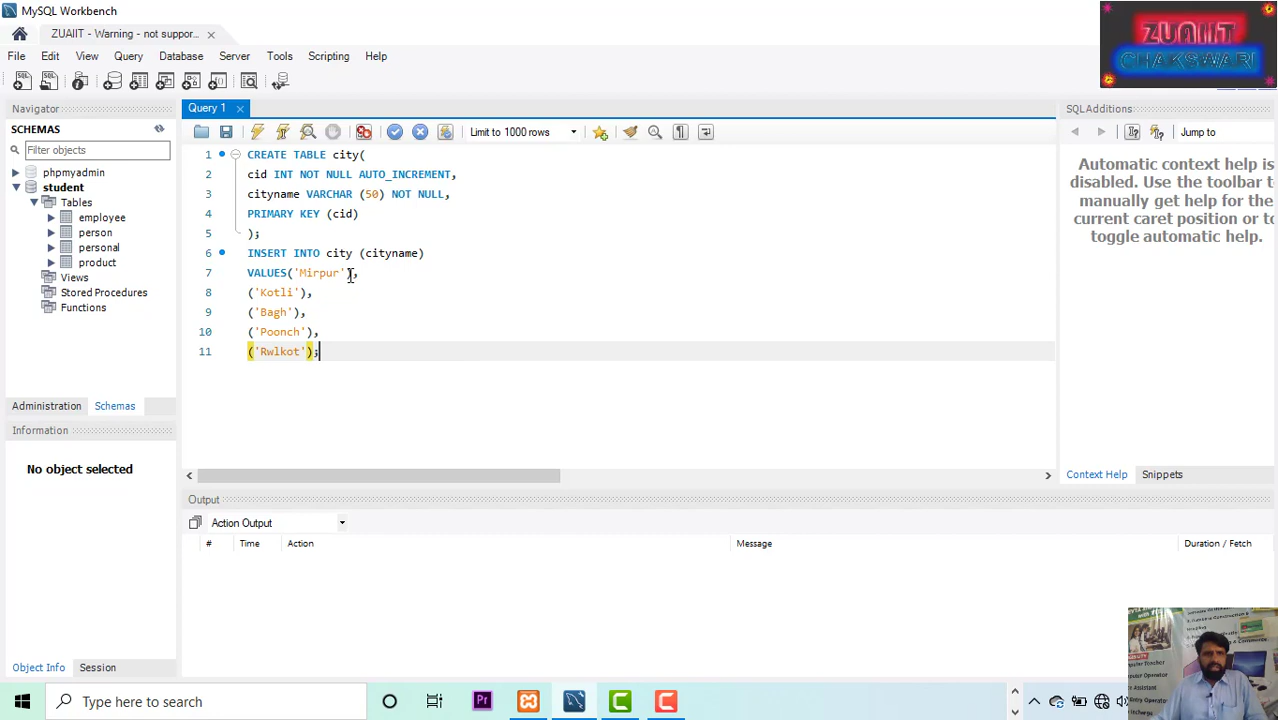 MySQL Workbench
ZUAIIT - Warning - not suppor...
ZUAIIT
CHAKSWARI
File Edit View Query Database Server Tools Scripting Help
Navigator
Query 1
SQLAdditions
SCHEMAS
Limit to 1000 rows
Jump to
Filter objects
phpmyadmin
student
Tables
employee
person
personal
product
Views
Stored Procedures
Functions
1 CREATE TABLE city(
2 cid INT NOT NULL AUTO_INCREMENT,
3 cityname VARCHAR (50) NOT NULL,
4 PRIMARY KEY (cid)
5 );
6 INSERT INTO city (cityname)
7 VALUES('Mirpur'),
8 ('Kotli'),
9 ('Bagh'),
10 ('Poonch'),
11 ('Rwlkot');
Automatic context help is
disabled. Use the toolbar t
manually get help for the
current caret position or to
toggle automatic help.
Administration Schemas
Information
No object selected
Context Help Snippets
Output
Action Output
# Time Action Message Duration / Fetch
Object Info Session
Type here to search
Pr